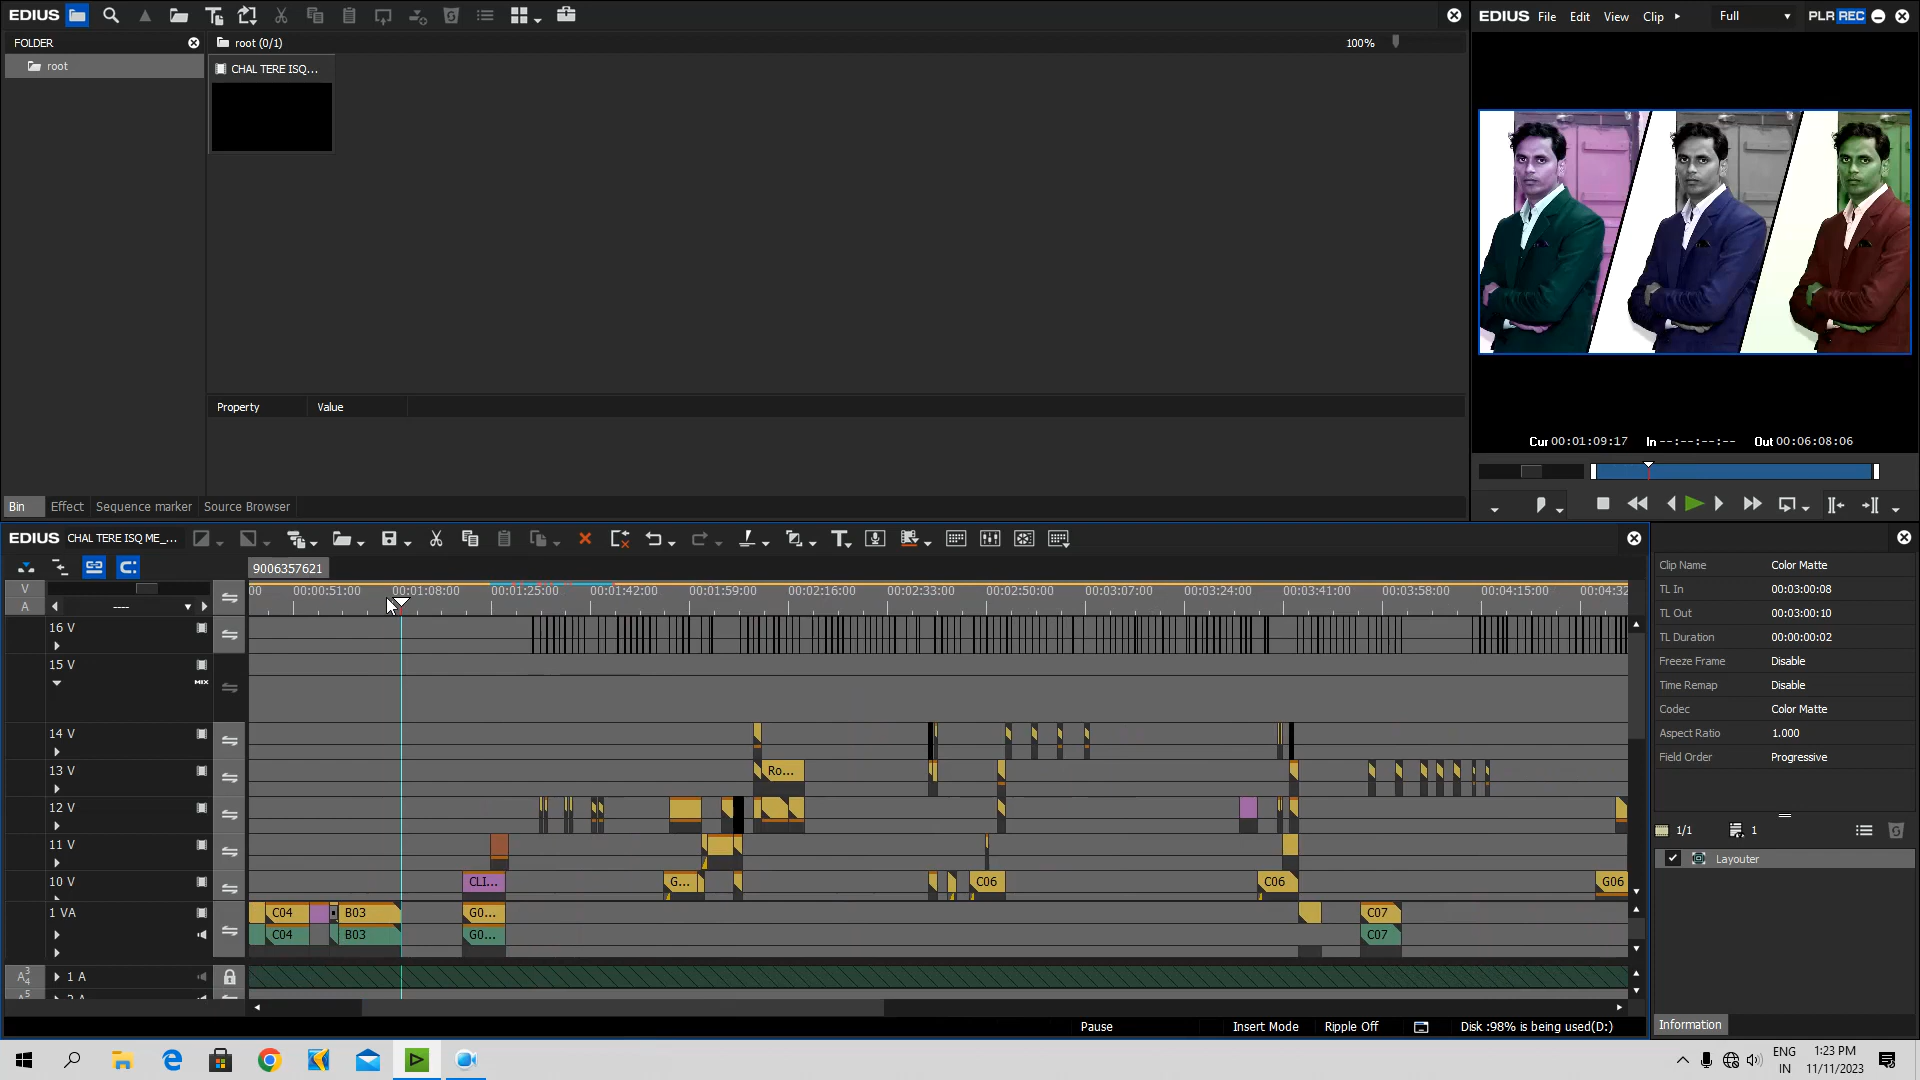 EDIUS
EDIUS File Edit View Clip Full PLR REC
FOLDER
root (0/1)
100%
root
CHAL TERE ISQ...
Property Value
Cur 00:01:09:17 In --:--:--:-- Out 00:06:08:06
Bin Effect Sequence marker Source Browser
EDIUS CHAL TERE ISQ ME_...
9006357621
V
A ----
00 00:00:51:00 00:01:08:00 00:01:25:00 00:01:42:00 00:01:59:00 00:02:16:00 00:02:33:00 00:02:50:00 00:03:07:00 00:03:24:00 00:03:41:00 00:03:58:00 00:04:15:00 00:04:32
16 V
15 V
MIX
14 V
13 V Ro...
12 V
11 V
10 V CLI... G... C06 C06 G06
1 VA C04 B03 G0... C07
C04 B03 G0... C07
A 3 4 1 A
Pause Insert Mode Ripple Off Disk :98% is being used(D:)
Clip Name Color Matte
TL In 00:03:00:08
TL Out 00:03:00:10
TL Duration 00:00:00:02
Freeze Frame Disable
Time Remap Disable
Codec Color Matte
Aspect Ratio 1.000
Field Order Progressive
1/1 1
Layouter
Information
ENG
IN
1:23 PM
11/11/2023